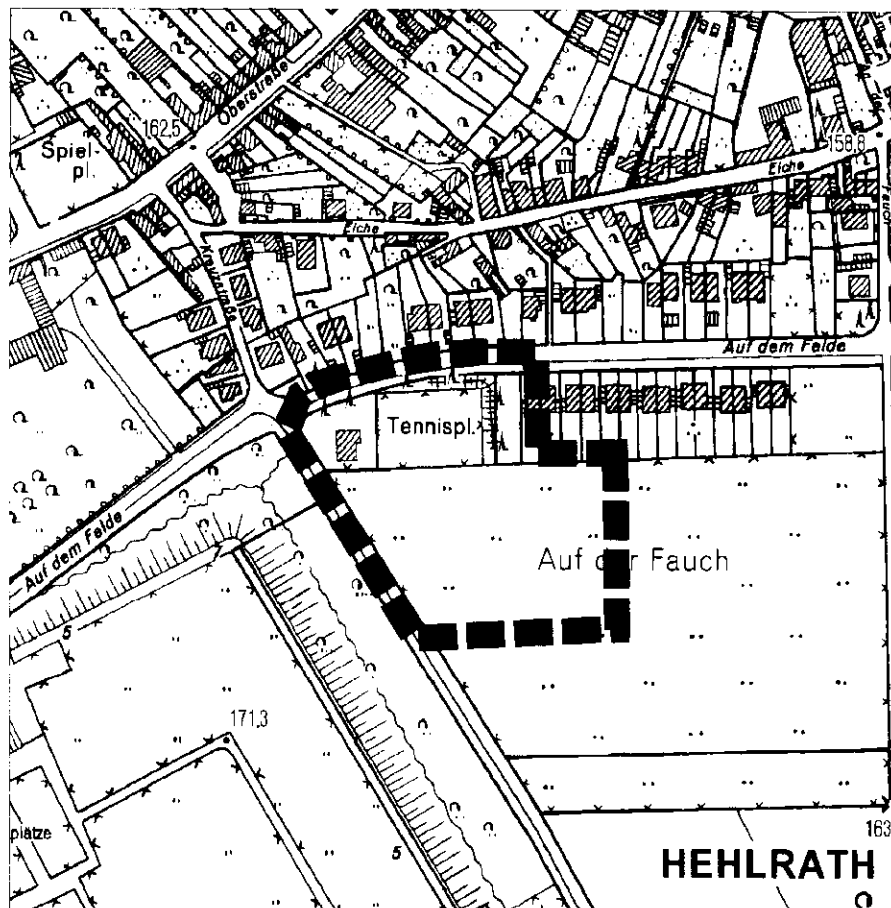 Oberstraße
162,5
Spiel-
pl.
158,8
Eiche
Eiche
Auf dem Felde
Tennispl.
Auf dem Felde
Auf der Fauch
5
171,3
plätze
5
163
HEHLRATH